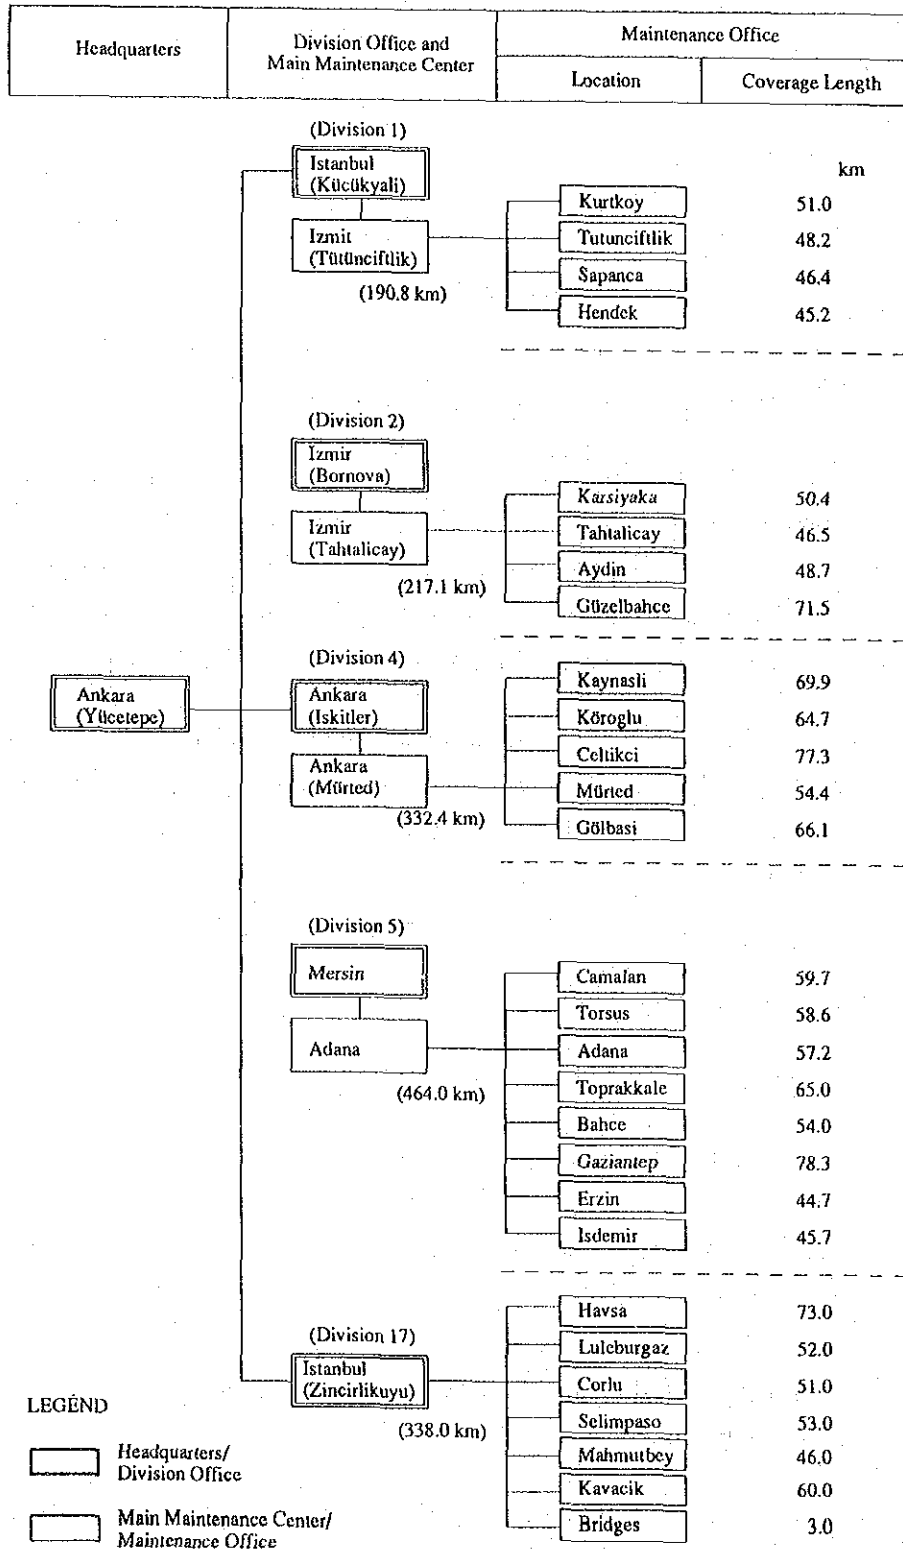 Headquarters
Division Office and
Main Maintenance Center
Maintenance Office
Location
Coverage Length
km
(Division 1)
Istanbul
(Kücükyali)
Izmit
(Tütünciftlik)
(190.8 km)
Kurtkoy 51.0
Tutunciftlik 48.2
Sapanca 46.4
Hendek 45.2
(Division 2)
Izmir
(Bornova)
Izmir
(Tahtalicay)
(217.1 km)
Karsiyaka 50.4
Tahtalicay 46.5
Aydin 48.7
Güzelbahce 71.5
Ankara
(Yücetepe)
(Division 4)
Ankara
(Iskitler)
Ankara
(Mürted)
(332.4 km)
Kaynasli 69.9
Köroglu 64.7
Celtikci 77.3
Mürted 54.4
Gölbasi 66.1
(Division 5)
Mersin
Adana
(464.0 km)
Camalan 59.7
Torsus 58.6
Adana 57.2
Toprakkale 65.0
Bahce 54.0
Gaziantep 78.3
Erzin 44.7
Isdemir 45.7
(Division 17)
Istanbul
(Zincirlikuyu)
(338.0 km)
Havsa 73.0
Luleburgaz 52.0
Corlu 51.0
Selimpaso 53.0
Mahmutbey 46.0
Kavacik 60.0
Bridges 3.0
LEGEND
Headquarters/
Division Office
Main Maintenance Center/
Maintenance Office